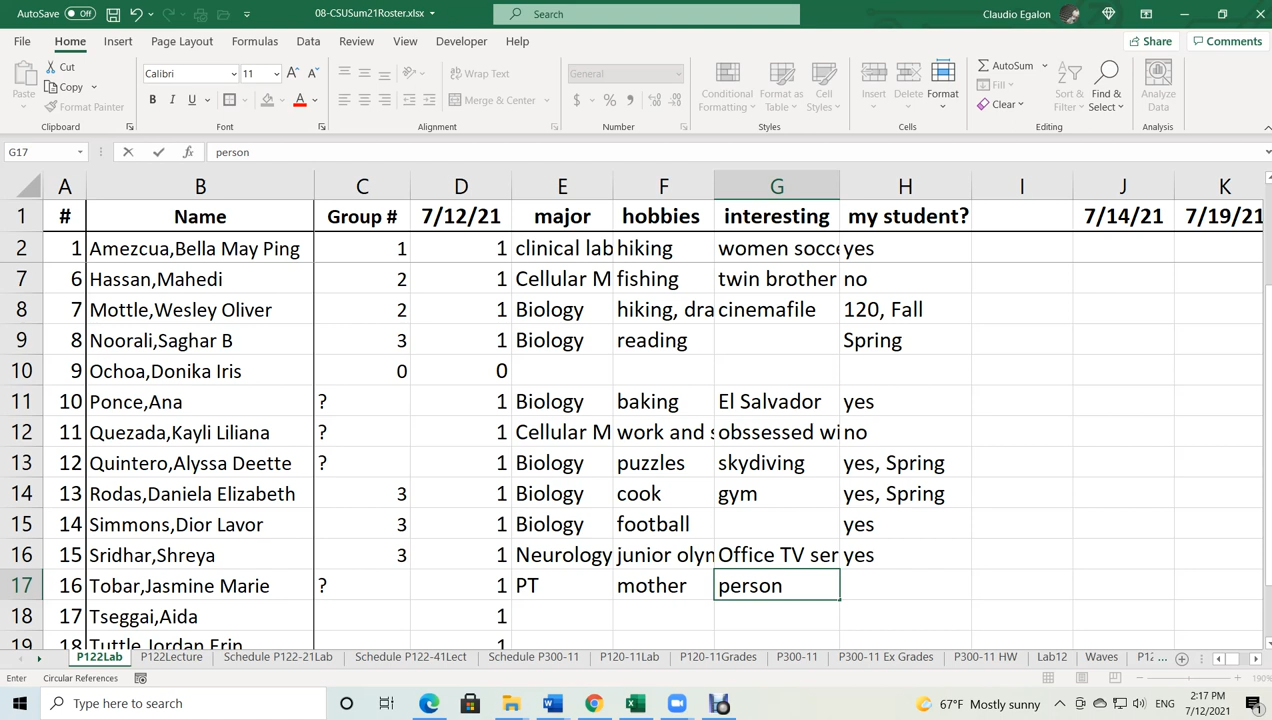 AutoSave Off 08-CSUSum21Roster.xlsx Search Claudio Egalon
File Home Insert Page Layout Formulas Data Review View Developer Help Share Comments
Cut Calibri 11 Wrap Text General AutoSum
Paste Copy B I U Merge & Center $ % Conditional Formatting Format as Table Cell Styles Insert Delete Format Fill Sort & Filter Find & Select Analyze Data
Format Painter Clear
Clipboard Font Alignment Number Styles Cells Editing Analysis
G17 fx person
A B C D E F G H I J K
1 # Name Group # 7/12/21 major hobbies interesting my student? 7/14/21 7/19/21
2 1 Amezcua,Bella May Ping 1 1 clinical lab hiking women socce yes
7 6 Hassan,Mahedi 2 1 Cellular M fishing twin brother no
8 7 Mottle,Wesley Oliver 2 1 Biology hiking, dra cinemafile 120, Fall
9 8 Noorali,Saghar B 3 1 Biology reading Spring
10 9 Ochoa,Donika Iris 0 0
11 10 Ponce,Ana ? 1 Biology baking El Salvador yes
12 11 Quezada,Kayli Liliana ? 1 Cellular M work and s obssessed wi no
13 12 Quintero,Alyssa Deette ? 1 Biology puzzles skydiving yes, Spring
14 13 Rodas,Daniela Elizabeth 3 1 Biology cook gym yes, Spring
15 14 Simmons,Dior Lavor 3 1 Biology football yes
16 15 Sridhar,Shreya 3 1 Neurology junior olyn Office TV ser yes
17 16 Tobar,Jasmine Marie ? 1 PT mother person
18 17 Tseggai,Aida 1
19 18 Tuttle,Jordan Erin 1
P122Lab P122Lecture Schedule P122-21Lab Schedule P122-41Lect Schedule P300-11 P120-11Lab P120-11Grades P300-11 P300-11 Ex Grades P300-11 HW Lab12 Waves P12 ...
Enter Circular References 190%
Type here to search 67°F Mostly sunny ENG 2:17 PM
7/12/2021 1